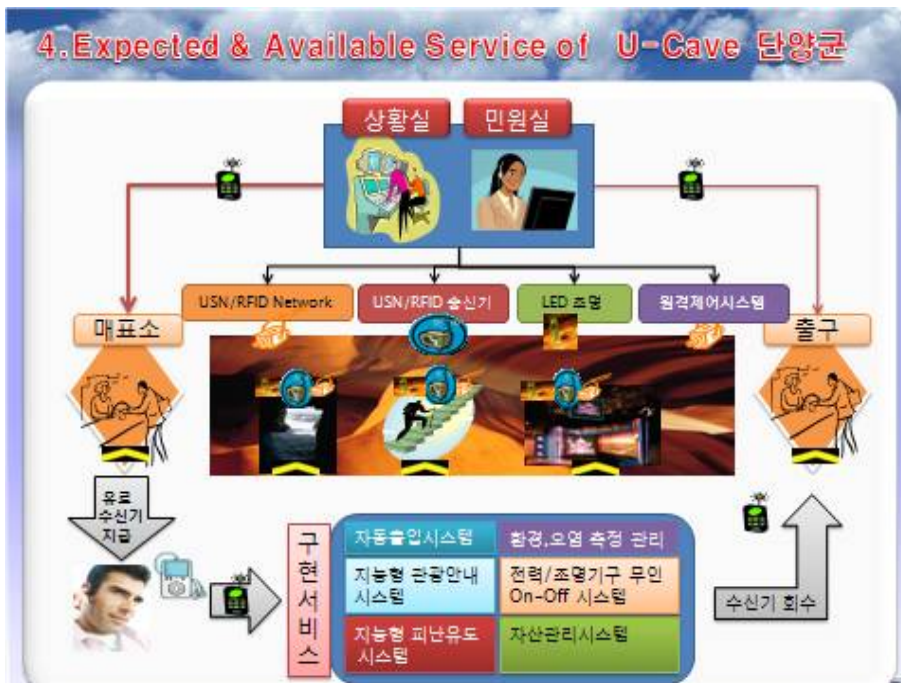 4.Expected & Available Service of U-Cave 단양군
상황실
민원실
USN/RFID Network
USN/RFID 송신기
LED 조명
원격제어시스템
매표소
출구
유료
수신기
지급
구현서비스
자동출입시스템
환경,오염 측정 관리
지능형 관광안내
시스템
전력/조명기구 무인
On-Off 시스템
지능형 피난유도
시스템
자산관리시스템
수신기 회수